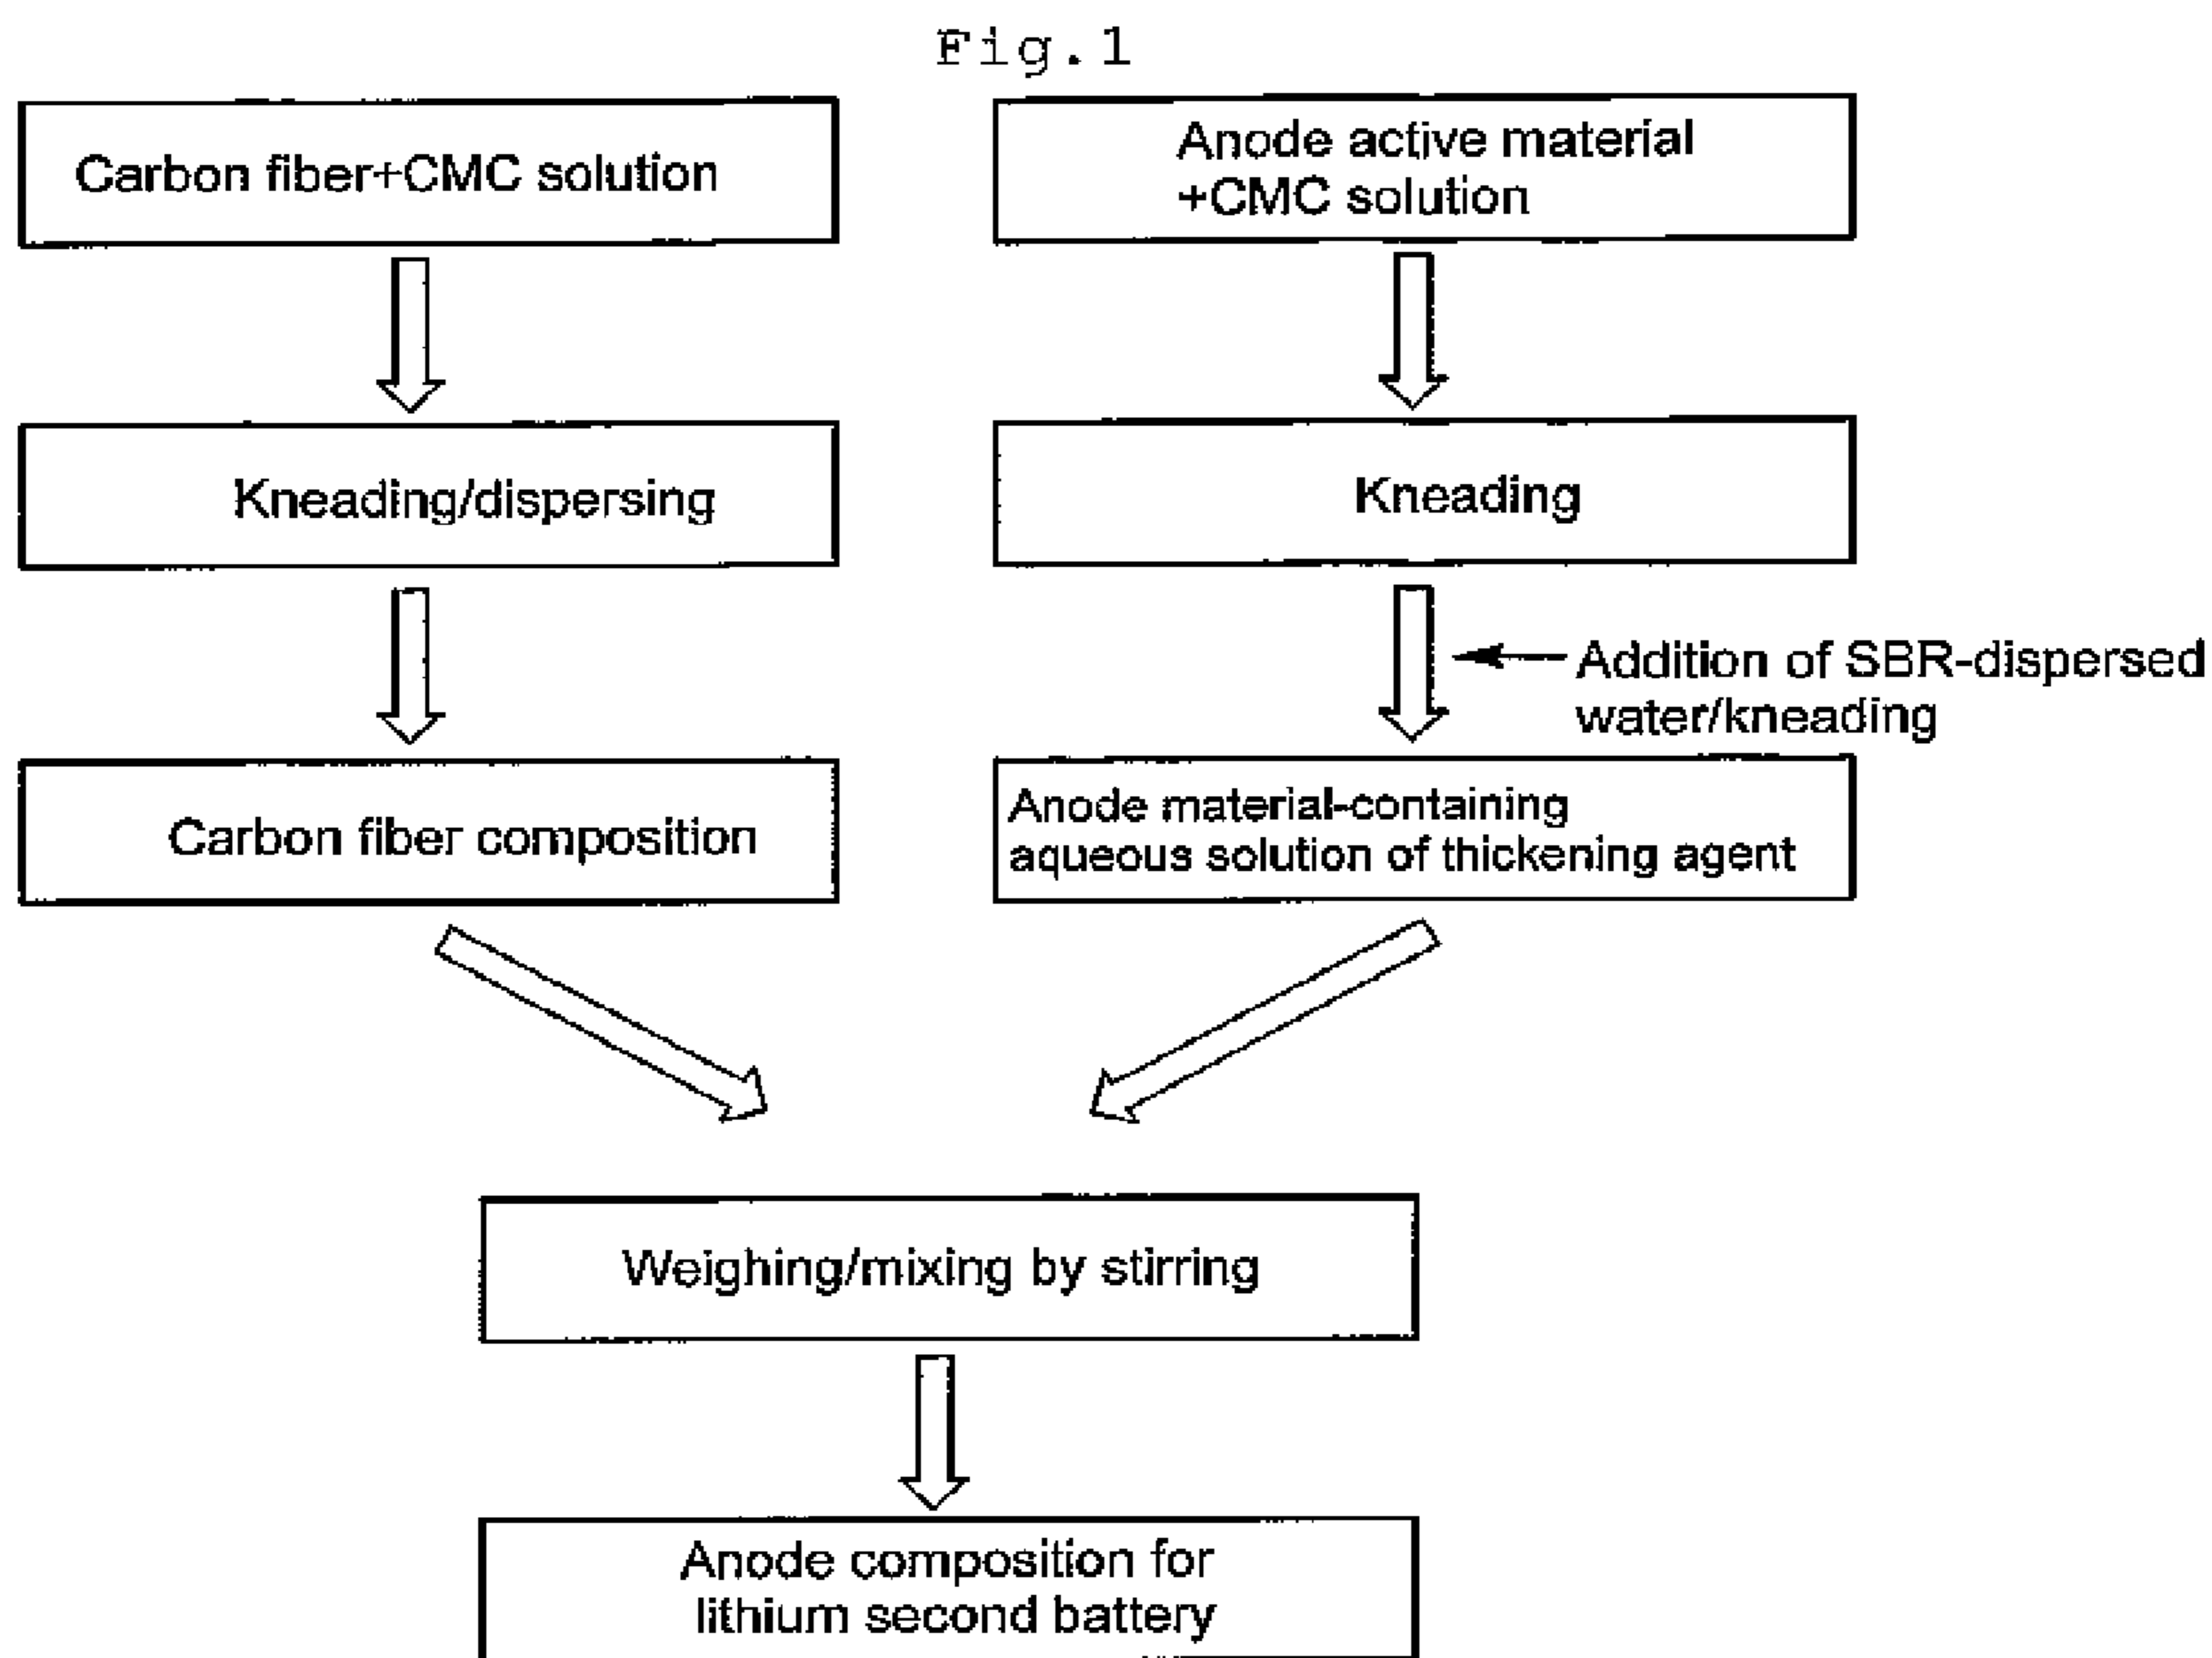 Fig.1
Carbon fiber+CMC solution
Anode active material
+CMC solution
Kneading/dispersing
Kneading
Addition of SBR-dispersed
water/kneading
Carbon fiber composition
Anode material-containing
aqueous solution of thickening agent
Weighing/mixing by stirring
Anode composition for
lithium second battery